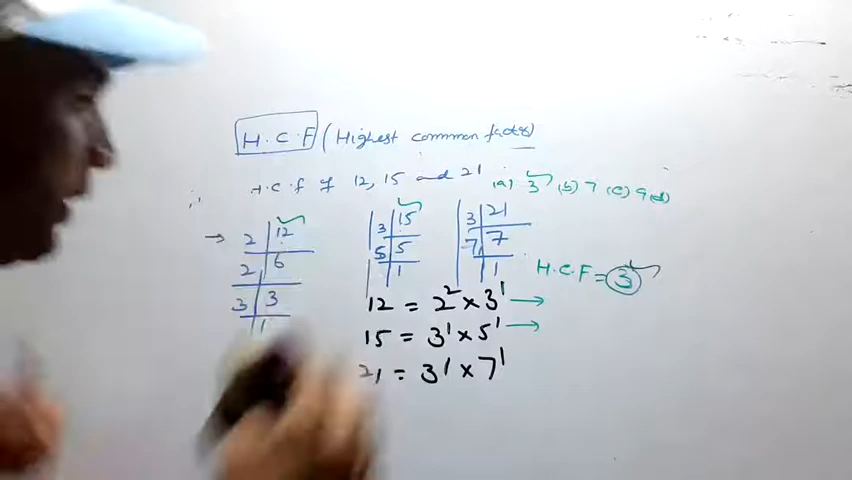 H.C.F (Highest common factor)
H.C.f of 12, 15 and 21 (a) 3 (b) 7 (c) 9 (d)
→ 2 | 12
2 | 6
3 | 3
1
3 | 15
5 | 5
1
3 | 21
7 | 7
1
H.C.F = 3
12 = 2² × 3¹ →
15 = 3¹ × 5¹ →
21 = 3¹ × 7¹